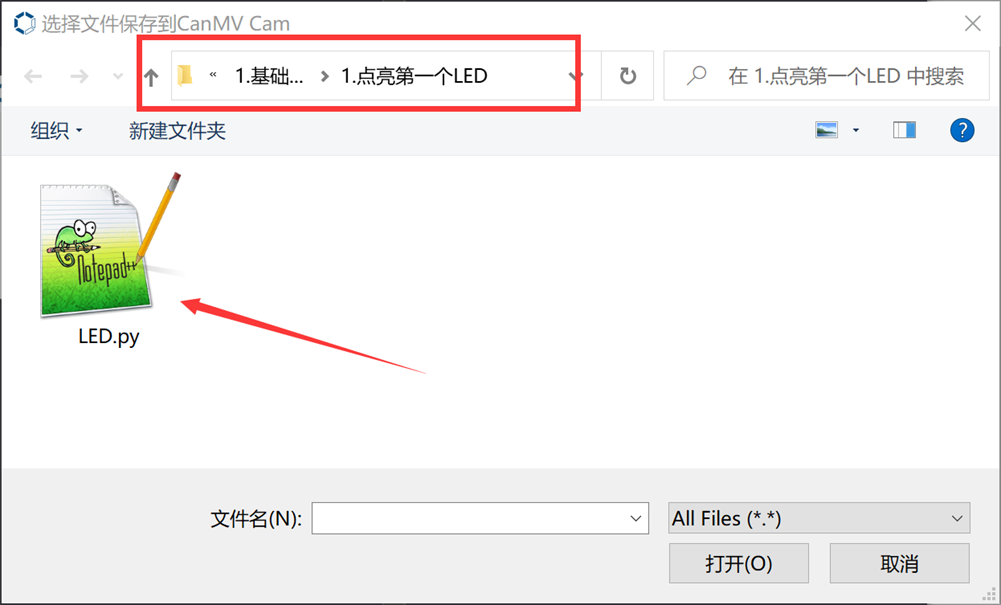 选择文件保存到CanMV Cam
« 1.基础... › 1.点亮第一个LED
在 1.点亮第一个LED 中搜索
组织
新建文件夹
?
Notepad++
LED.py
文件名(N):
All Files (*.*)
打开(O)
取消